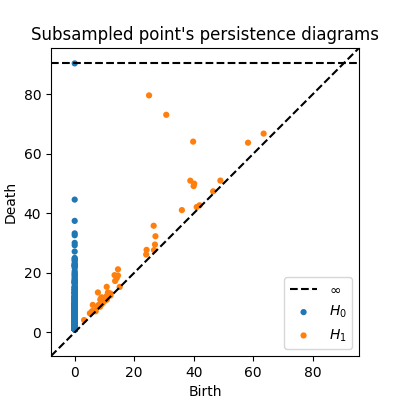 Subsampled point's persistence diagrams
Death
80
60
40
20
0
∞
H₀
H₁
0 20 40 60 80
Birth